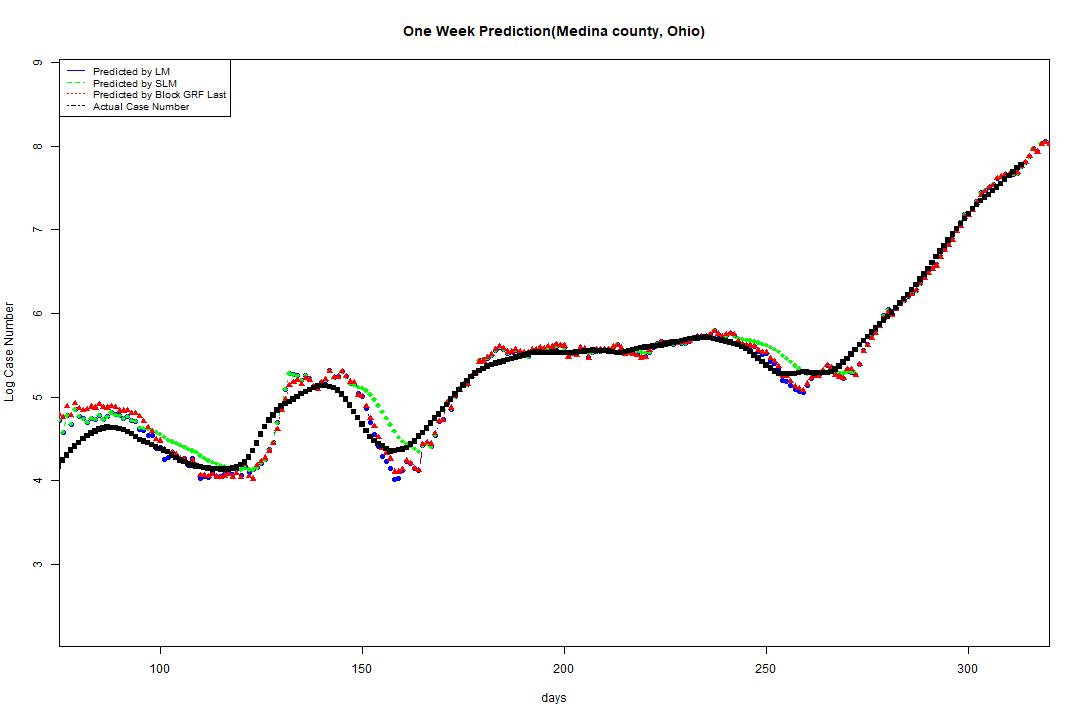 One Week Prediction(Medina county, Ohio)
Predicted by LM
Predicted by SLM
Predicted by Block GRF Last
Actual Case Number
Log Case Number
9
8
7
6
5
4
3
100 150 200 250 300
days